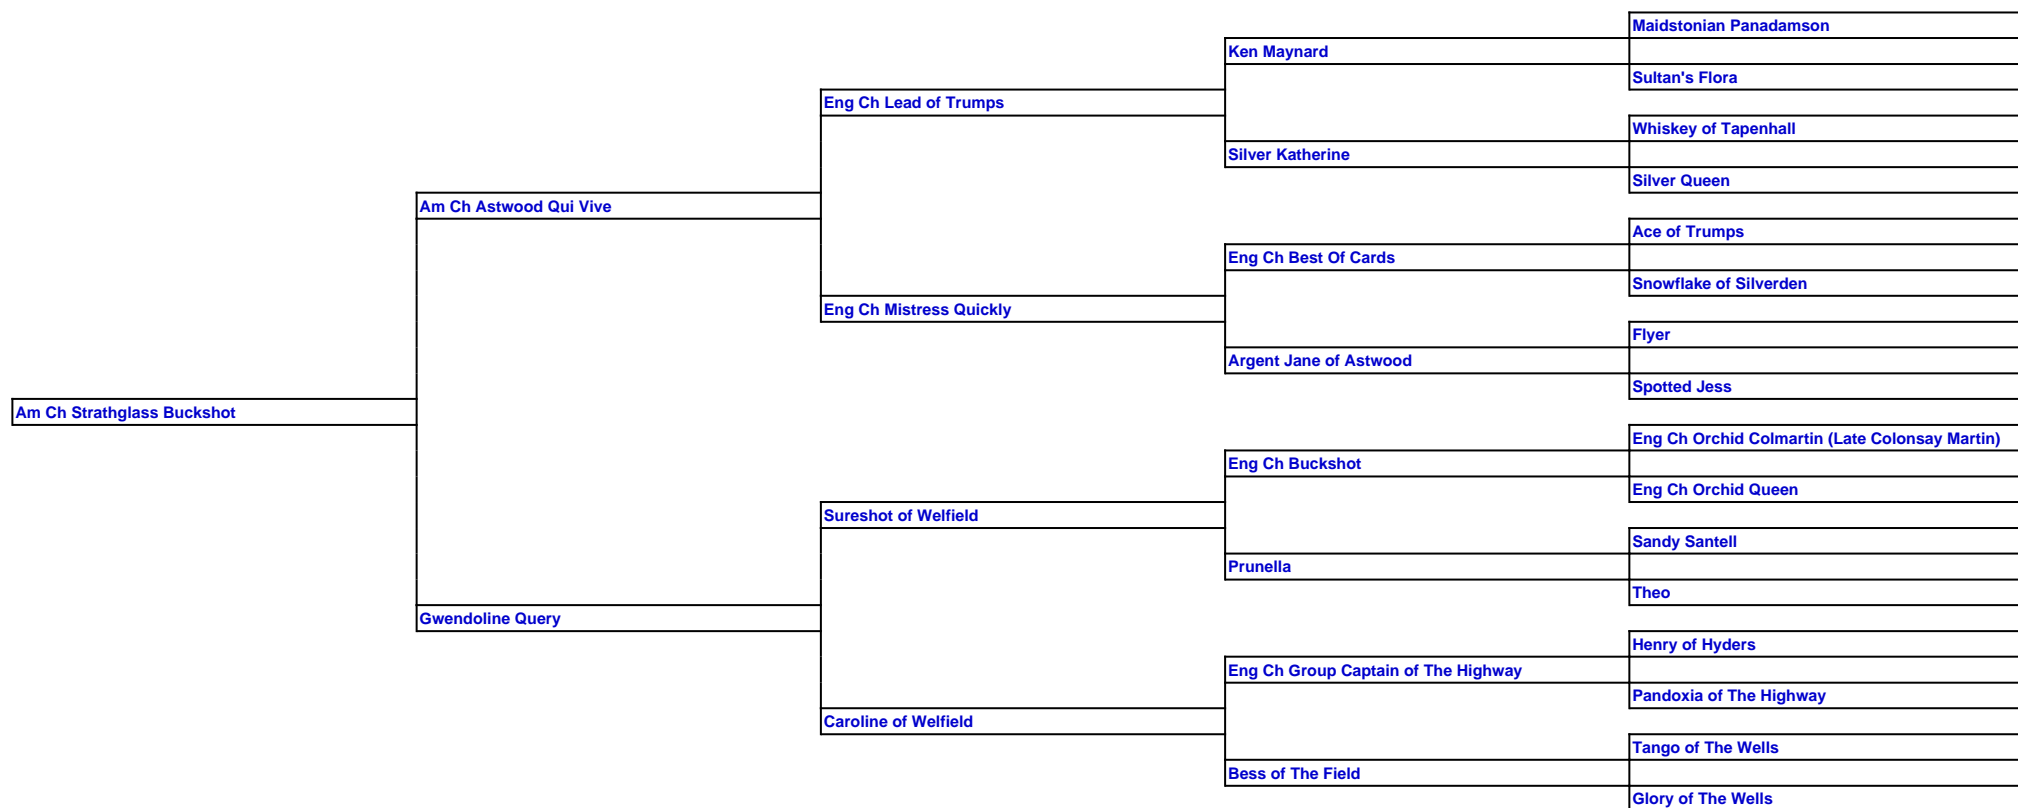 Maidstonian Panadamson
Ken Maynard
Sultan's Flora
Eng Ch Lead of Trumps
Whiskey of Tapenhall
Silver Katherine
Silver Queen
Am Ch Astwood Qui Vive
Ace of Trumps
Eng Ch Best Of Cards
Snowflake of Silverden
Eng Ch Mistress Quickly
Flyer
Argent Jane of Astwood
Spotted Jess
Am Ch Strathglass Buckshot
Eng Ch Orchid Colmartin (Late Colonsay Martin)
Eng Ch Buckshot
Eng Ch Orchid Queen
Sureshot of Welfield
Sandy Santell
Prunella
Theo
Gwendoline Query
Henry of Hyders
Eng Ch Group Captain of The Highway
Pandoxia of The Highway
Caroline of Welfield
Tango of The Wells
Bess of The Field
Glory of The Wells